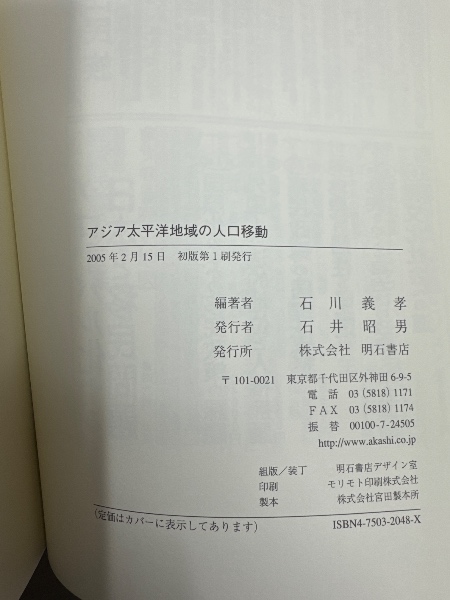 アジア太平洋地域の人口移動
2005年2月15日 初版第1刷発行
編著者 石川義孝
発行者 石井昭男
発行所 株式会社 明石書店
〒101-0021 東京都千代田区外神田6-9-5
電話 03(5818)1171
FAX 03(5818)1174
振替 00100-7-24505
http://www.akashi.co.jp
組版/装丁 明石書店デザイン室
印刷 モリモト印刷株式会社
製本 株式会社宮田製本所
(定価はカバーに表示してあります) ISBN4-7503-2048-X